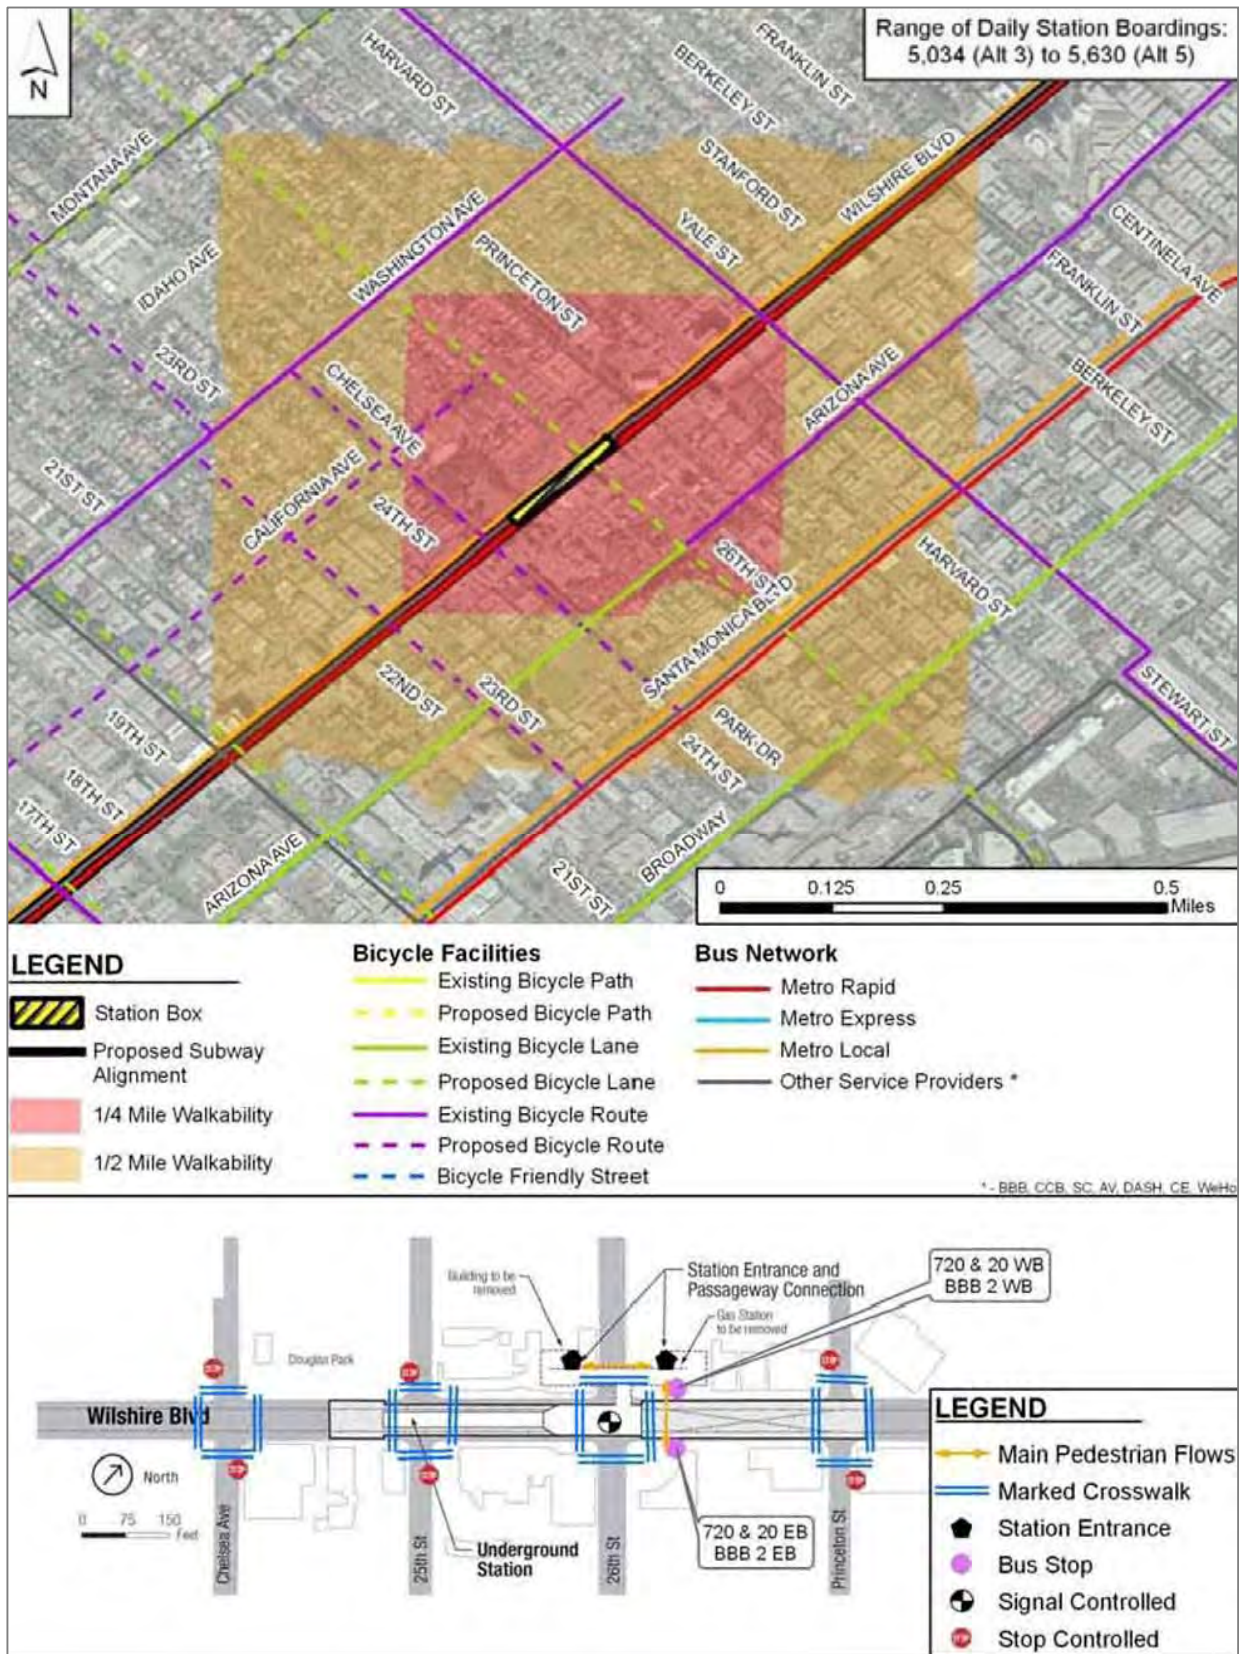 Range of Daily Station Boardings:
5,034 (Alt 3) to 5,630 (Alt 5)
N
HARVARD ST
BERKELEY ST
FRANKLIN ST
MONTANA AVE
STANFORD ST
WILSHIRE BLVD
IDAHO AVE
WASHINGTON AVE
PRINCETON ST
YALE ST
CENTINELA AVE
FRANKLIN ST
23RD ST
CHELSEA AVE
ARIZONA AVE
BERKELEY ST
21ST ST
CALIFORNIA AVE
24TH ST
26TH ST
SANTA MONICA BLVD
HARVARD ST
22ND ST
23RD ST
PARK DR
24TH ST
STEWART ST
19TH ST
18TH ST
17TH ST
ARIZONA AVE
21ST ST
BROADWAY
0 0.125 0.25 0.5
Miles
LEGEND
Station Box
Proposed Subway
Alignment
1/4 Mile Walkability
1/2 Mile Walkability
Bicycle Facilities
Existing Bicycle Path
Proposed Bicycle Path
Existing Bicycle Lane
Proposed Bicycle Lane
Existing Bicycle Route
Proposed Bicycle Route
Bicycle Friendly Street
Bus Network
Metro Rapid
Metro Express
Metro Local
Other Service Providers *
* - BBB, CCB, SC, AV, DASH, CE, WeHo
Building to be
removed
Station Entrance and
Passageway Connection
Gas Station
to be removed
720 & 20 WB
BBB 2 WB
Douglas Park
STOP
STOP
STOP
Wilshire Blvd
STOP
STOP
STOP
North
0 75 150
Feet
Chelsea Ave
25th St
Underground
Station
26th St
720 & 20 EB
BBB 2 EB
Princeton St
LEGEND
Main Pedestrian Flows
Marked Crosswalk
Station Entrance
Bus Stop
Signal Controlled
STOP
Stop Controlled